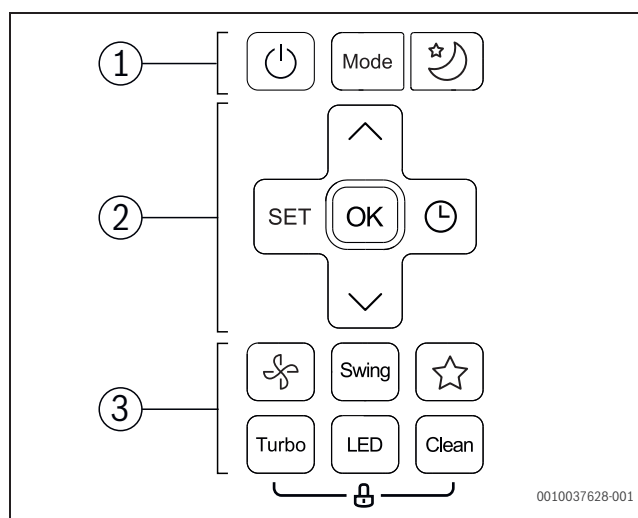 1
Mode
2
SET OK
3
Swing
Turbo LED Clean
0010037628-001